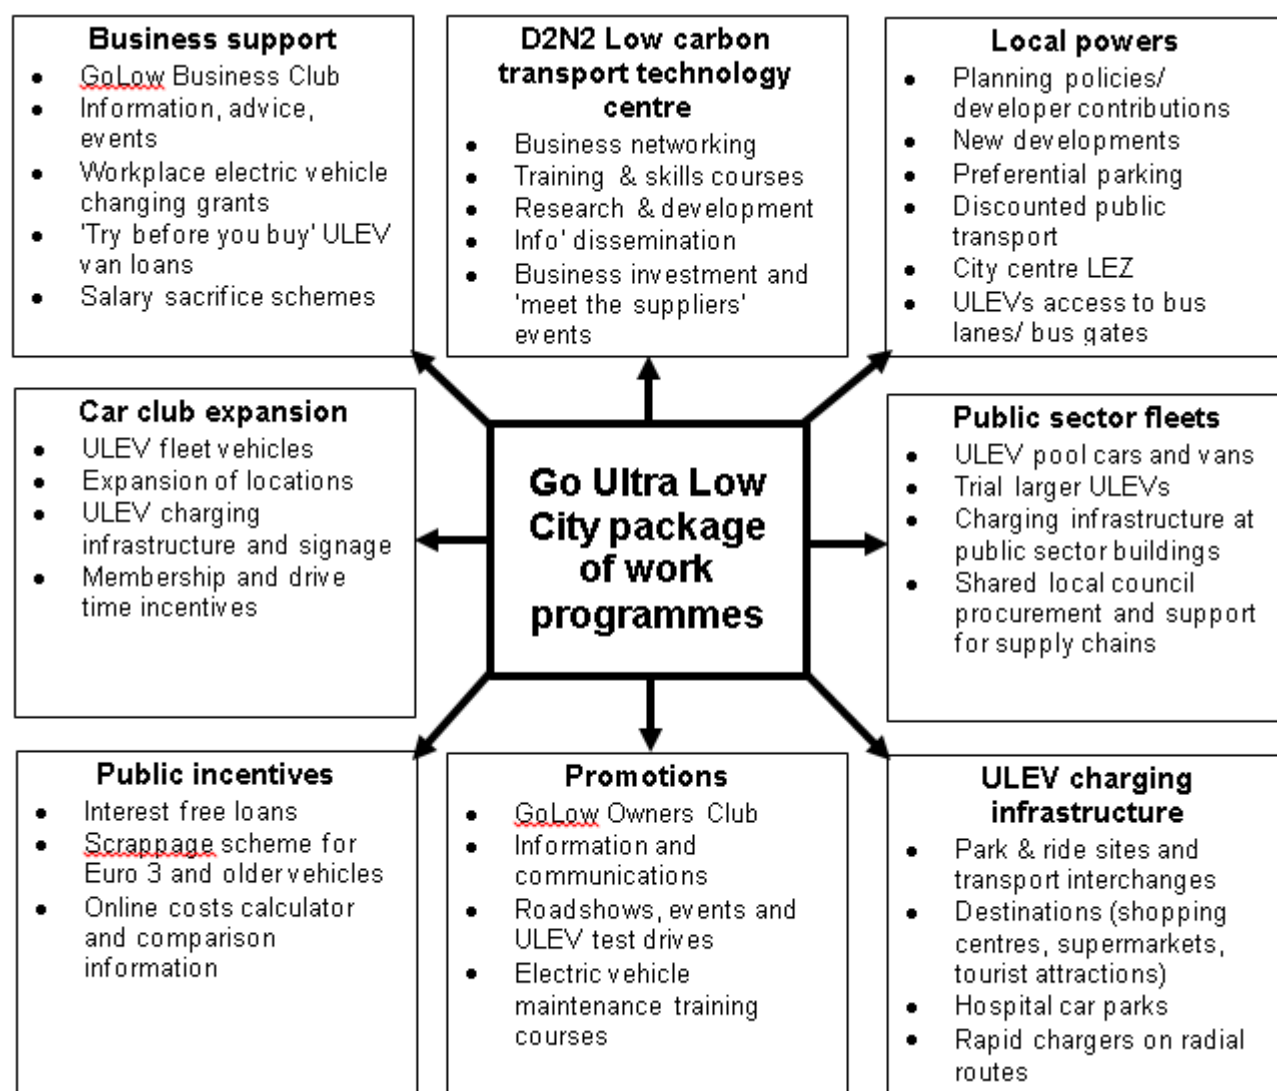 Business support
• GoLow Business Club
• Information, advice,
events
• Workplace electric vehicle
changing grants
• 'Try before you buy' ULEV
van loans
• Salary sacrifice schemes
D2N2 Low carbon
transport technology
centre
• Business networking
• Training & skills courses
• Research & development
• Info' dissemination
• Business investment and
'meet the suppliers'
events
Local powers
• Planning policies/
developer contributions
• New developments
• Preferential parking
• Discounted public
transport
• City centre LEZ
• ULEVs access to bus
lanes/ bus gates
Car club expansion
• ULEV fleet vehicles
• Expansion of locations
• ULEV charging
infrastructure and signage
• Membership and drive
time incentives
Go Ultra Low
City package
of work
programmes
Public sector fleets
• ULEV pool cars and vans
• Trial larger ULEVs
• Charging infrastructure at
public sector buildings
• Shared local council
procurement and support
for supply chains
Public incentives
• Interest free loans
• Scrappage scheme for
Euro 3 and older vehicles
• Online costs calculator
and comparison
information
Promotions
• GoLow Owners Club
• Information and
communications
• Roadshows, events and
ULEV test drives
• Electric vehicle
maintenance training
courses
ULEV charging
infrastructure
• Park & ride sites and
transport interchanges
• Destinations (shopping
centres, supermarkets,
tourist attractions)
• Hospital car parks
• Rapid chargers on radial
routes